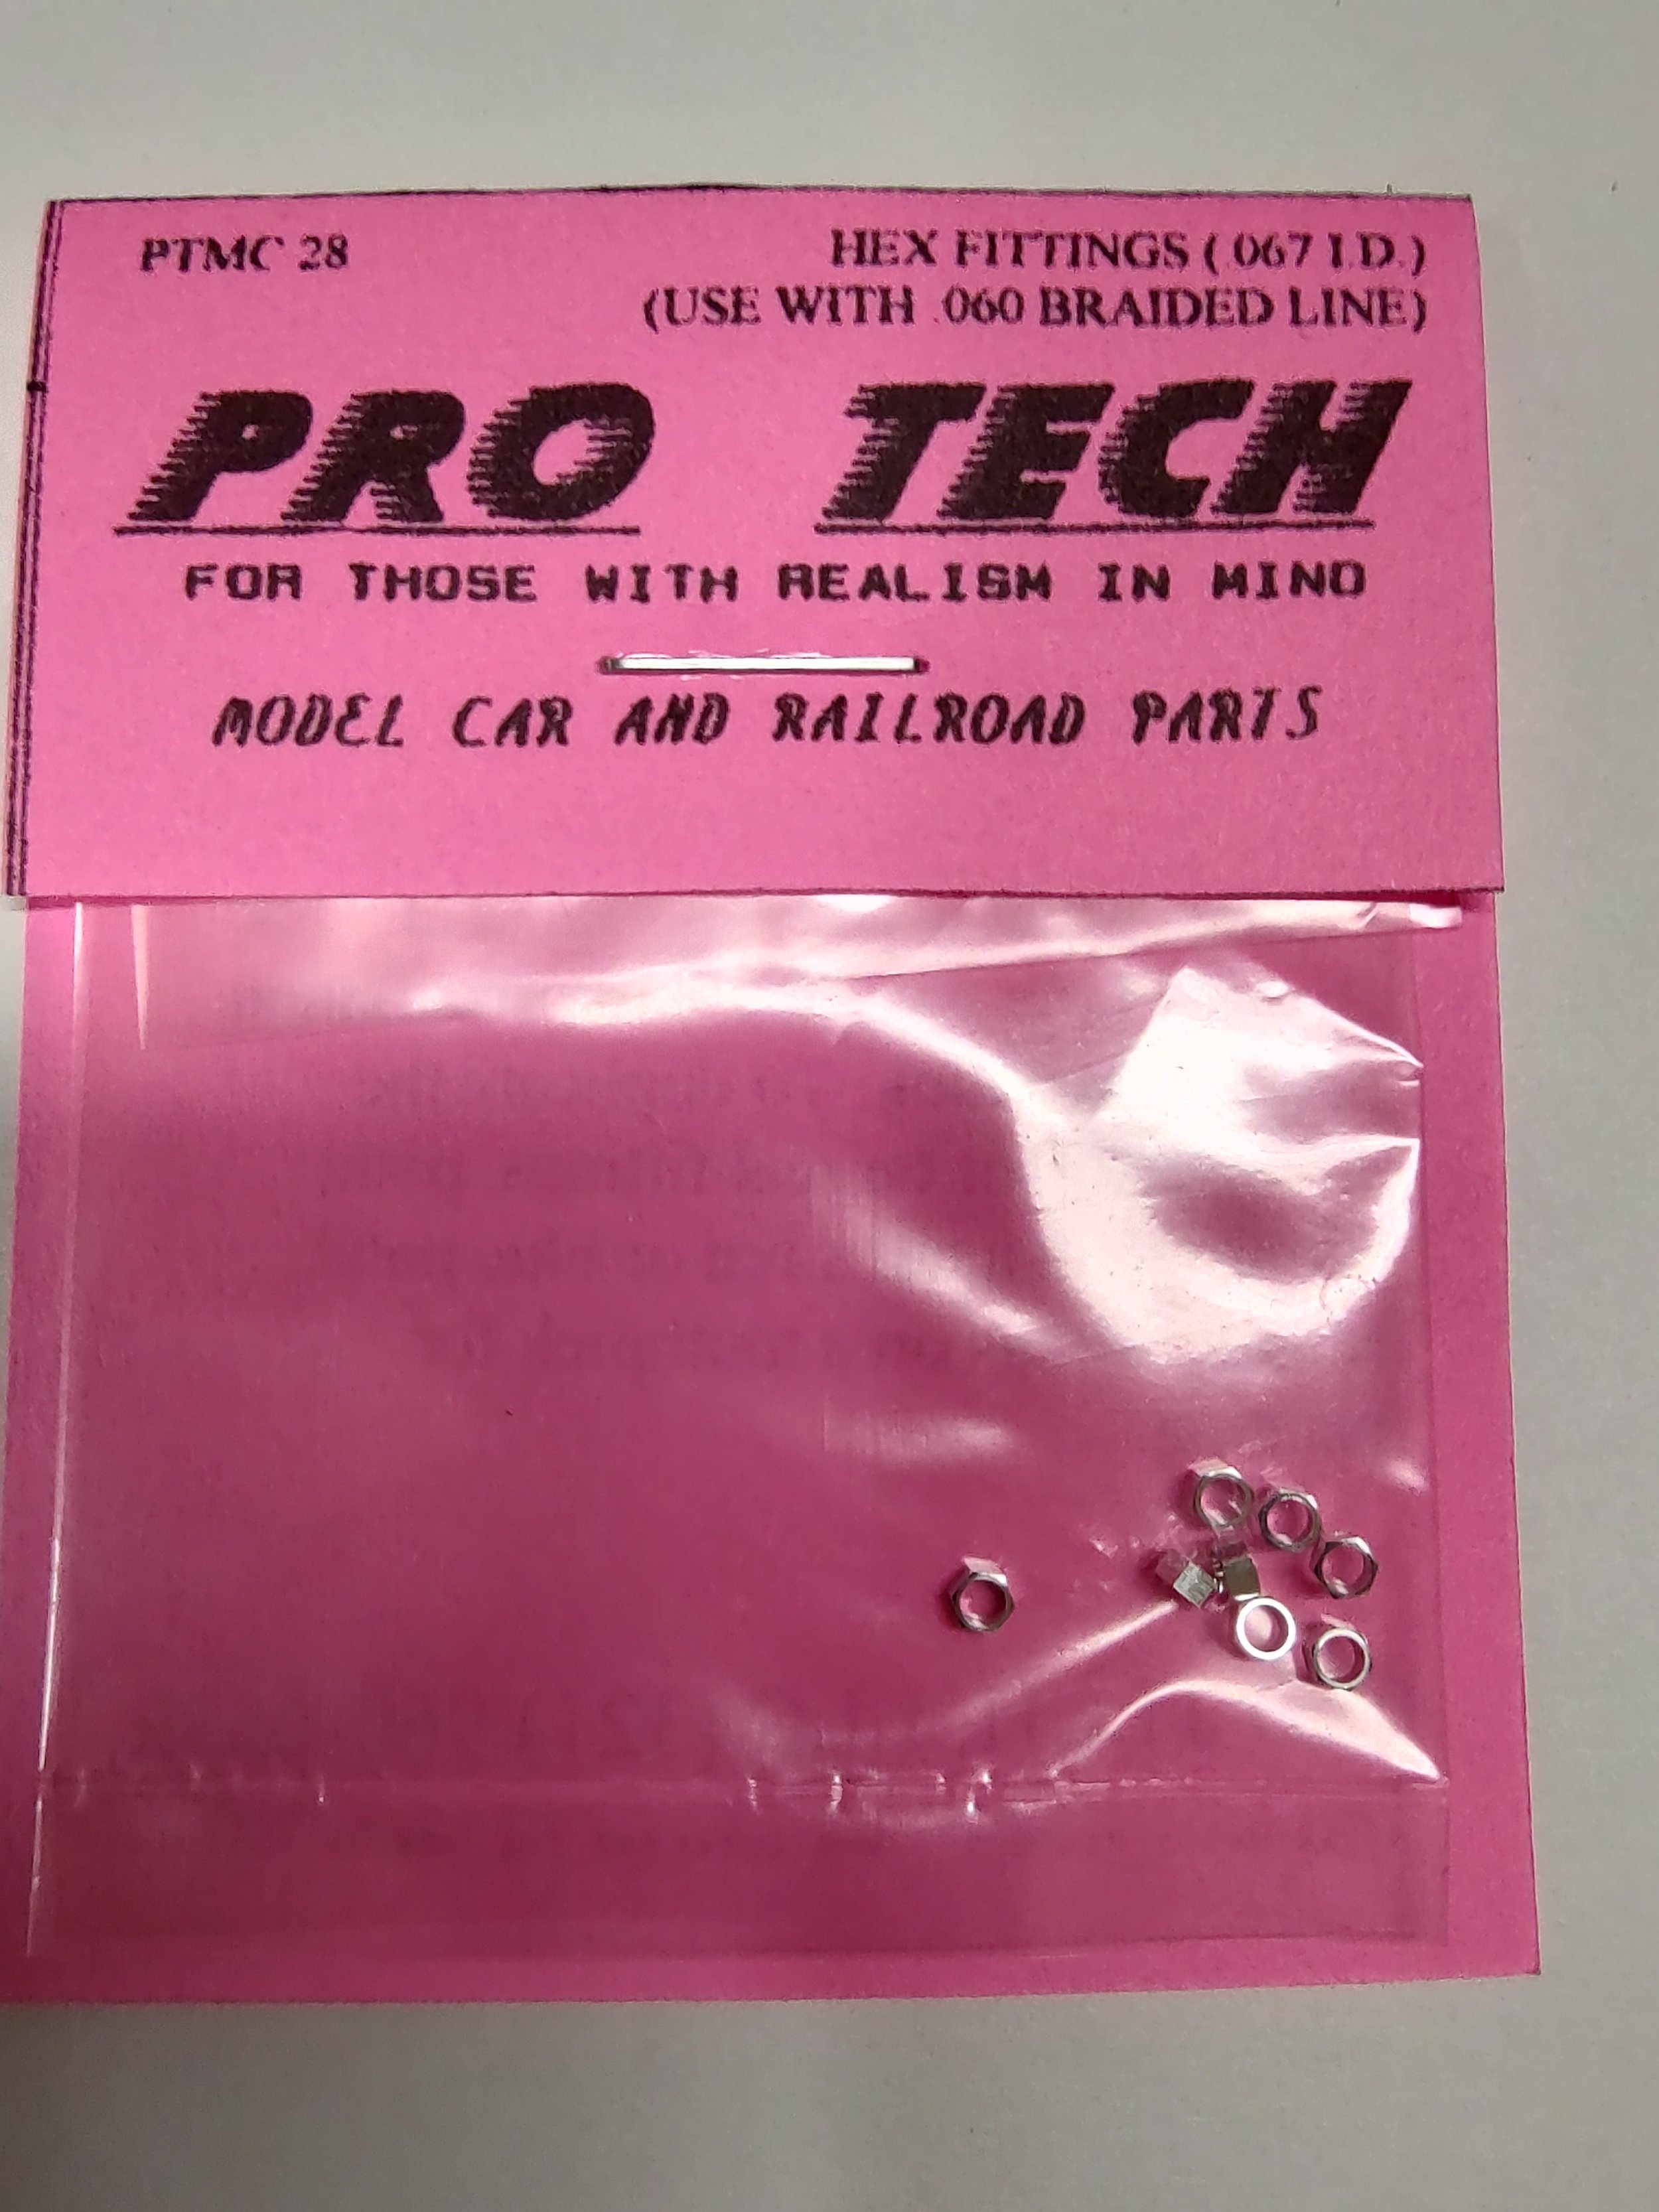 PTMC 28
HEX FITTINGS (.067 I.D.)
(USE WITH .060 BRAIDED LINE)
PRO TECH
FOR THOSE WITH REALISM IN MIND
MODEL CAR AND RAILROAD PARTS